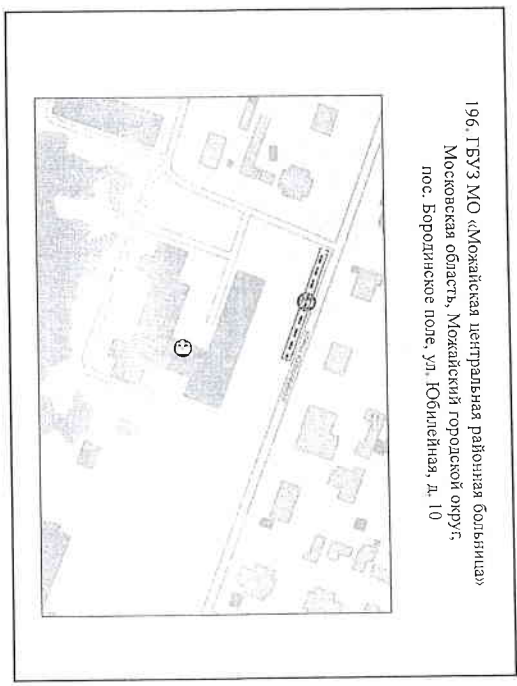 196. ГБУЗ МО «Можайская центральная районная больница»
Московская область, Можайский городской округ,
пос. Бородинское поле, ул. Юбилейная, д. 10